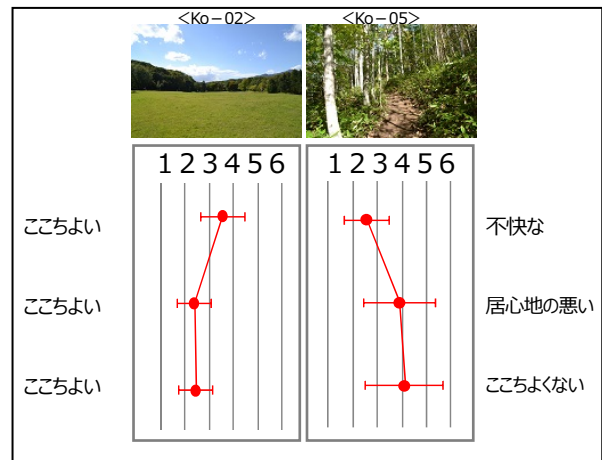 <Ko-02> <Ko-05>
1 2 3 4 5 6 1 2 3 4 5 6
ここちよい 不快な
ここちよい 居心地の悪い
ここちよい ここちよくない